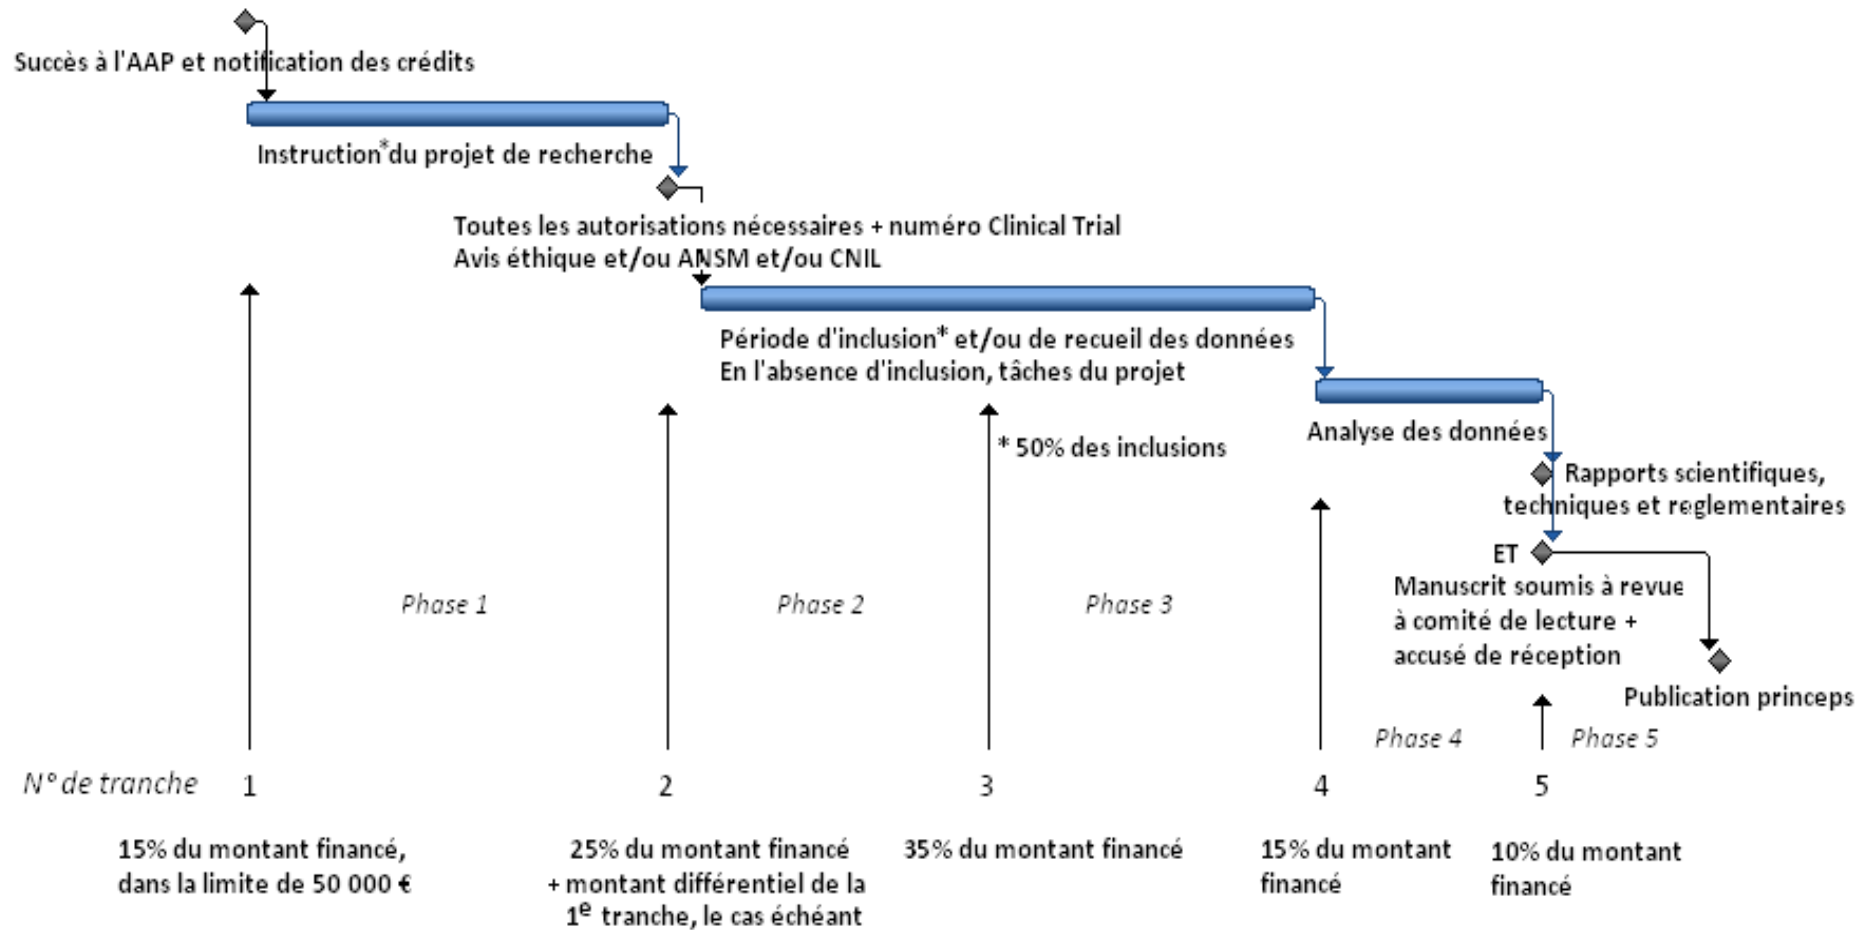 Succès à l'AAP et notification des crédits
Instruction*du projet de recherche
Toutes les autorisations nécessaires + numéro Clinical Trial
Avis éthique et/ou ANSM et/ou CNIL
Période d'inclusion* et/ou de recueil des données
En l'absence d'inclusion, tâches du projet
Analyse des données
* 50% des inclusions
Rapports scientifiques,
techniques et reglementaires
ET
Manuscrit soumis à revue
à comité de lecture +
accusé de réception
Publication princeps
Phase 1
Phase 2
Phase 3
Phase 4
Phase 5
N° de tranche
1
2
3
4
5
15% du montant financé,
dans la limite de 50 000 €
25% du montant financé
+ montant différentiel de la
1e tranche, le cas échéant
35% du montant financé
15% du montant
financé
10% du montant
financé